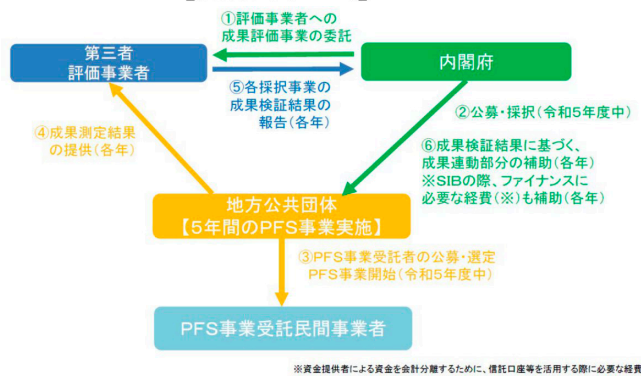 ①評価事業者への
成果評価事業の委託
第三者
評価事業者
内閣府
⑤各採択事業の
成果検証結果の
報告(各年)
②公募・採択(令和5年度中)
④成果測定結果
の提供(各年)
⑥成果検証結果に基づく、
成果連動部分の補助(各年)
※SIBの際、ファイナンスに
必要な経費(※)も補助(各年)
地方公共団体
【5年間のPFS事業実施】
③PFS事業受託者の公募・選定
PFS事業開始(令和5年度中)
PFS事業受託民間事業者
※資金提供者による資金を会計分離するために、信託口座等を活用する際に必要な経費